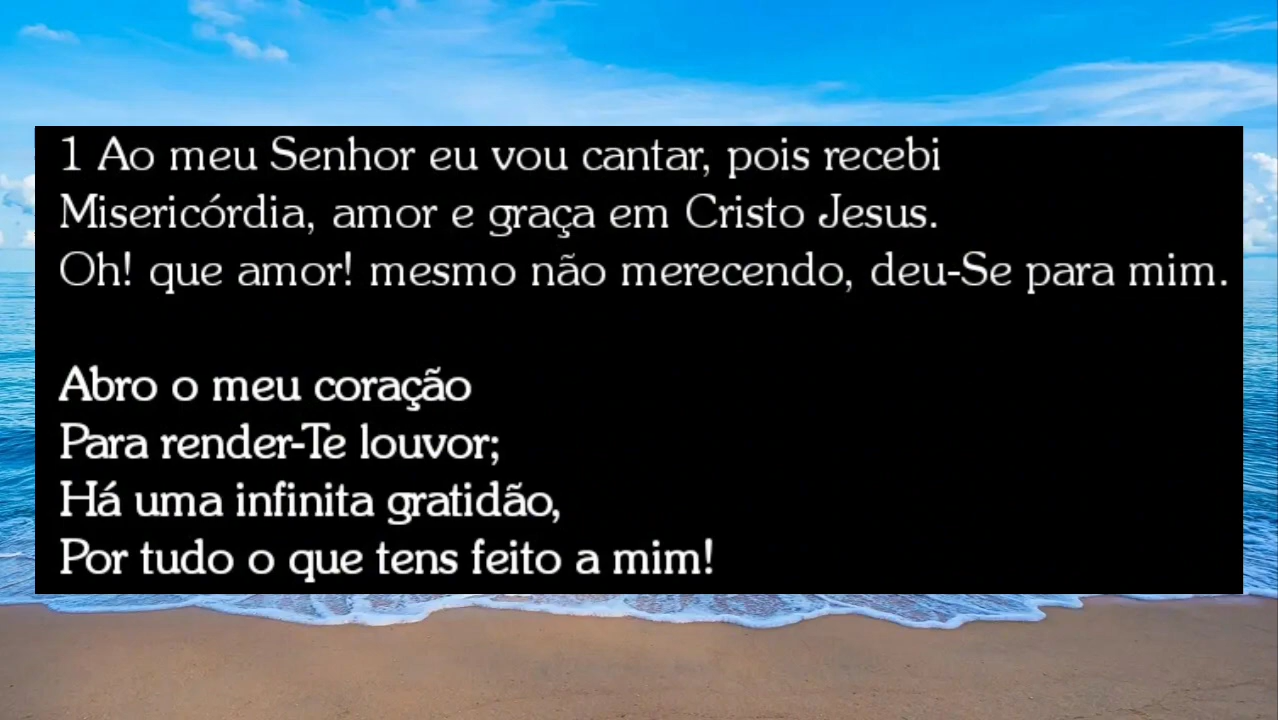 1 Ao meu Senhor eu vou cantar, pois recebi
Misericórdia, amor e graça em Cristo Jesus.
Oh! que amor! mesmo não merecendo, deu-Se para mim.
Abro o meu coração
Para render-Te louvor;
Há uma infinita gratidão,
Por tudo o que tens feito a mim!